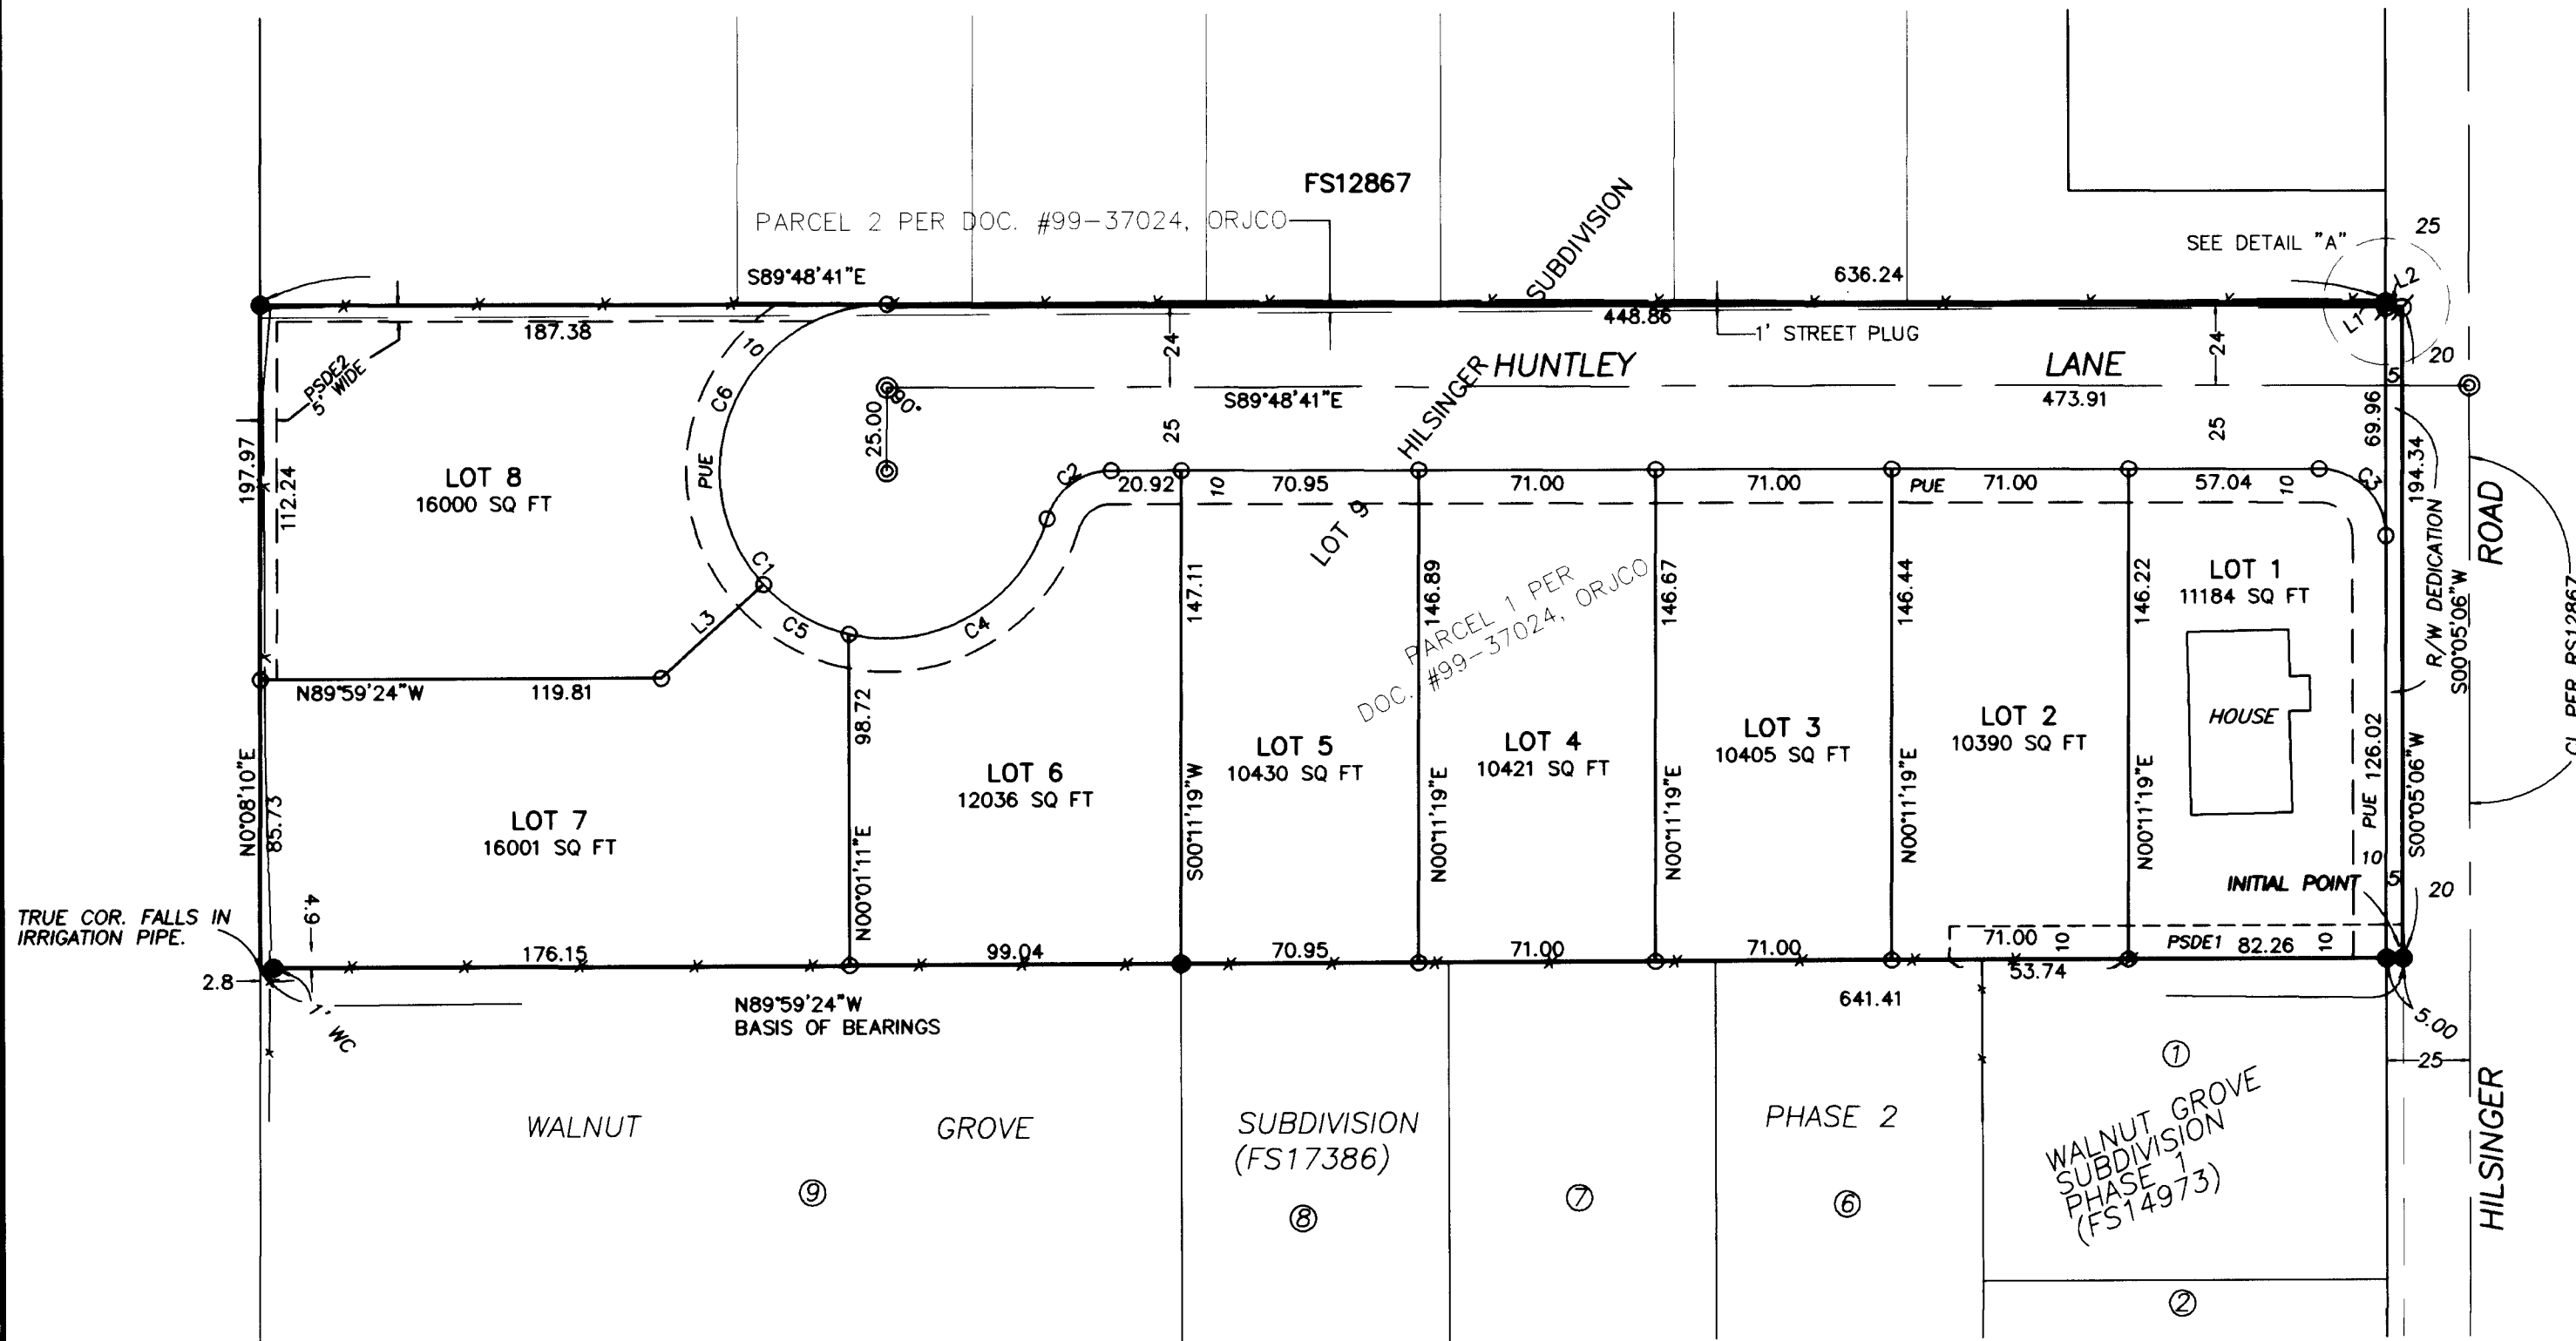 FS12867
SUBDIVISION
PARCEL 2 PER DOC. #99-37024, ORJCO
25
SEE DETAIL "A"
L2
S89°48'41"E
636.24
187.38
448.86
1' STREET PLUG
L1
24
HUNTLEY
LANE
24
20
10
PSDE2
5' WIDE
C6
90°
S89°48'41"E
473.91
5
25.00
25
HILSINGER
25
69.96
197.97
112.24
PUE
LOT 8
16000 SQ FT
C2
20.92
10
70.95
71.00
71.00
PUE
71.00
57.04
10
C3
194.34
ROAD
LOT 9
R/W DEDICATION
S00°05'06"W
CL PER RS12867
C1
147.11
146.89
146.67
146.44
146.22
LOT 1
11184 SQ FT
PARCEL 1 PER
DOC. #99-37024, ORJCO
L3
C5
C4
N89°59'24"W
119.81
98.72
HOUSE
LOT 2
10390 SQ FT
LOT 3
10405 SQ FT
LOT 4
10421 SQ FT
LOT 5
10430 SQ FT
LOT 6
12036 SQ FT
LOT 7
16001 SQ FT
N0°08'10"E
85.73
N00°01'11"E
S00°11'19"W
N00°11'19"E
N00°11'19"E
N00°11'19"E
N00°11'19"E
PUE
126.02
S00°05'06"W
10
INITIAL POINT
5
20
TRUE COR. FALLS IN
IRRIGATION PIPE.
4.9
176.15
99.04
70.95
71.00
71.00
71.00
10
PSDE1
82.26
10
53.74
2.8
1' WC
N89°59'24"W
BASIS OF BEARINGS
641.41
5.00
25
WALNUT
GROVE
SUBDIVISION
(FS17386)
PHASE 2
1
WALNUT GROVE
SUBDIVISION
PHASE 1
(FS14973)
HILSINGER
9
8
7
6
2